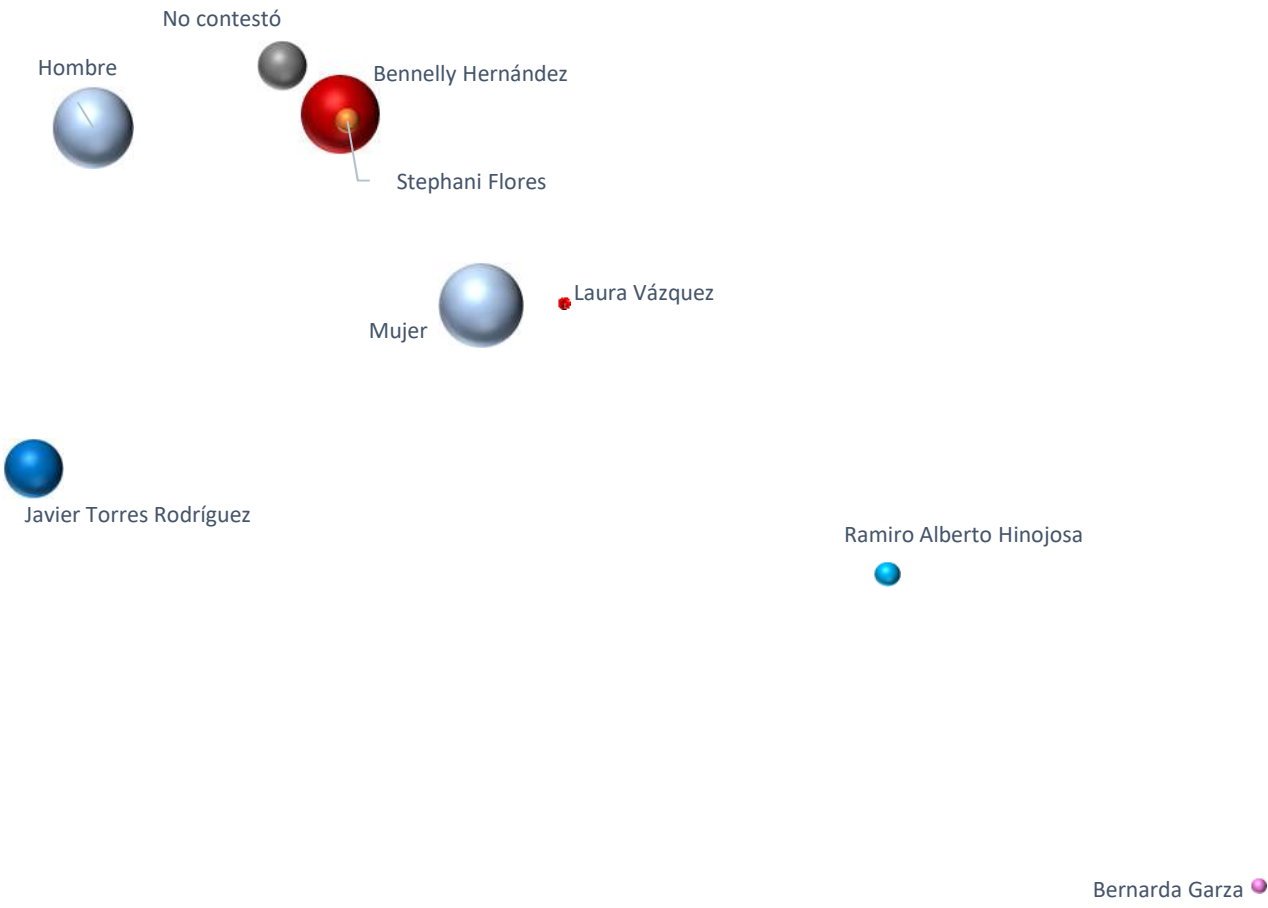 No contestó
Hombre
Bennelly Hernández
Stephani Flores
Laura Vázquez
Mujer
Javier Torres Rodríguez
Ramiro Alberto Hinojosa
Bernarda Garza